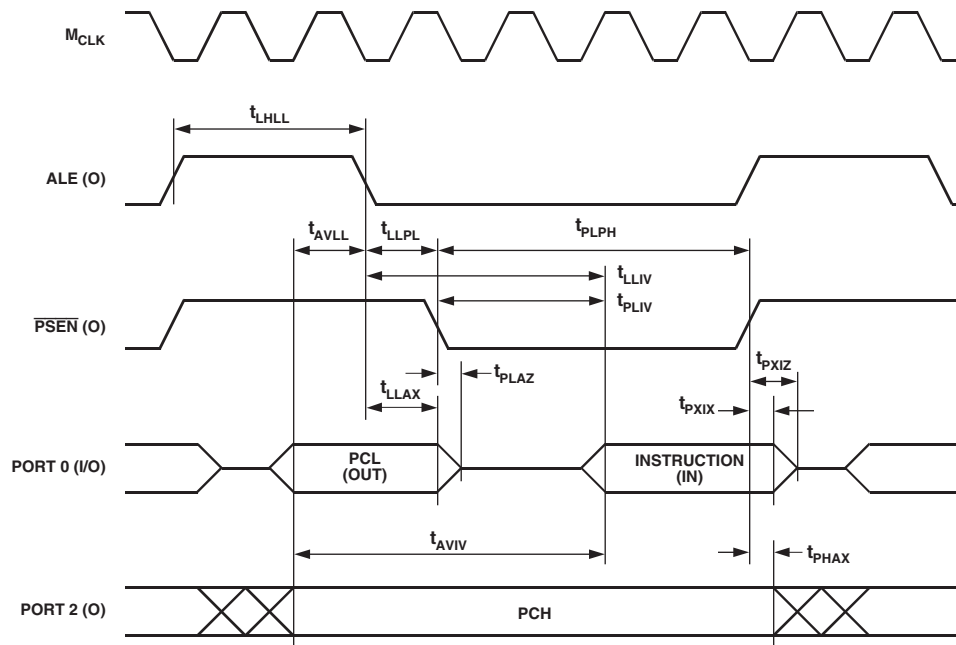 MCLK
tLHLL
ALE (O)
tAVLL
tLLPL
tPLPH
tLLIV
tPLIV
PSEN (O)
tPLAZ
tPXIZ
tLLAX
tPXIX
PORT 0 (I/O)
PCL
(OUT)
INSTRUCTION
(IN)
tAVIV
tPHAX
PORT 2 (O)
PCH